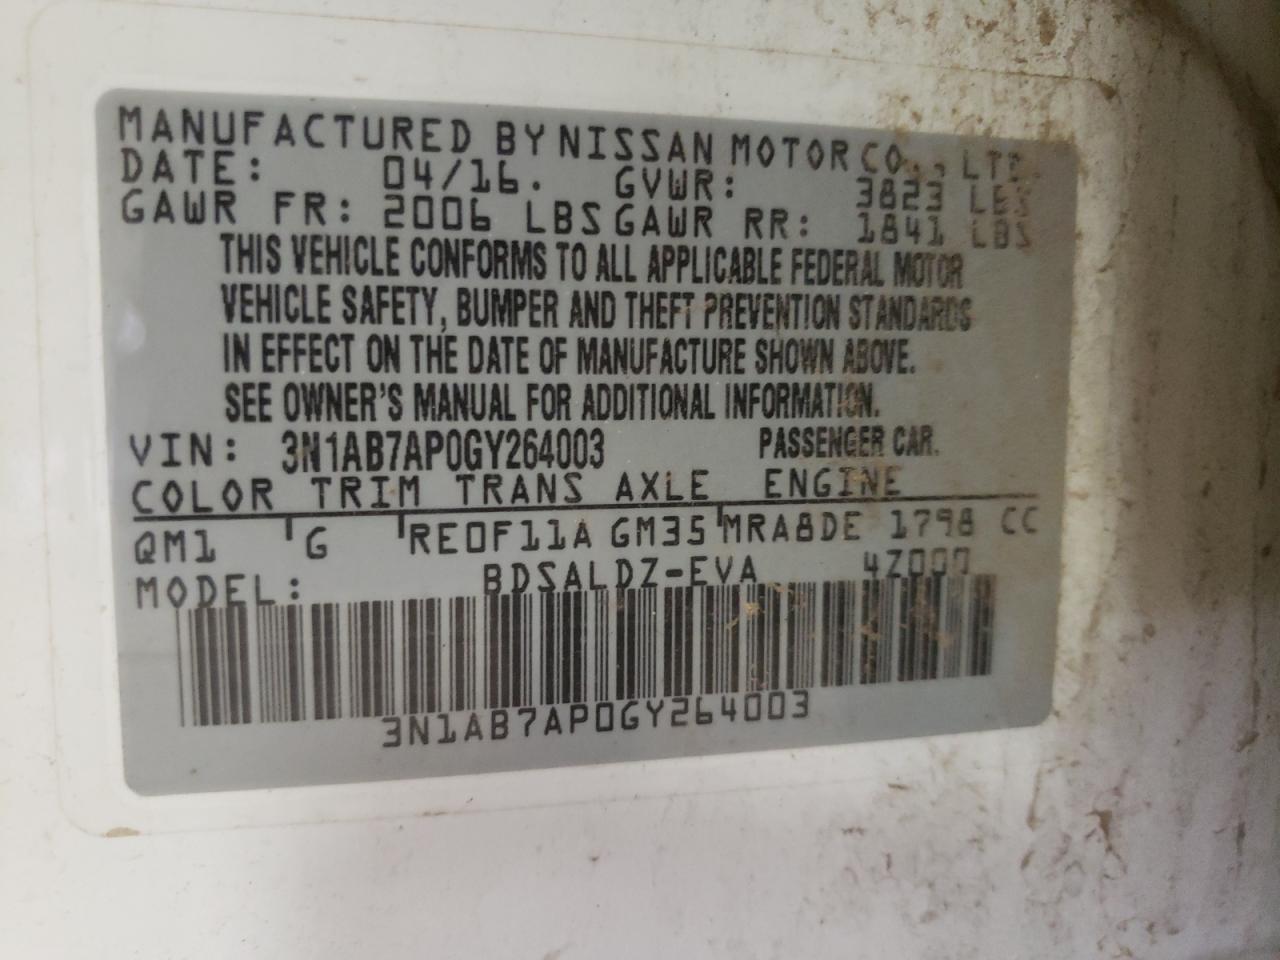 MANUFACTURED BY NISSAN MOTOR CO., LTD.
DATE: 04/16. GVWR: 3823 LBS
GAWR FR: 2006 LBS GAWR RR: 1841 LBS
THIS VEHICLE CONFORMS TO ALL APPLICABLE FEDERAL MOTOR
VEHICLE SAFETY, BUMPER AND THEFT PREVENTION STANDARDS
IN EFFECT ON THE DATE OF MANUFACTURE SHOWN ABOVE.
SEE OWNER'S MANUAL FOR ADDITIONAL INFORMATION.
VIN: 3N1AB7AP0GY264003 PASSENGER CAR.
COLOR TRIM TRANS AXLE ENGINE
QM1 G RE0F11A GM35 MRA8DE 1798 CC
MODEL: BDSALDZ-EVA
3N1AB7AP0GY264003